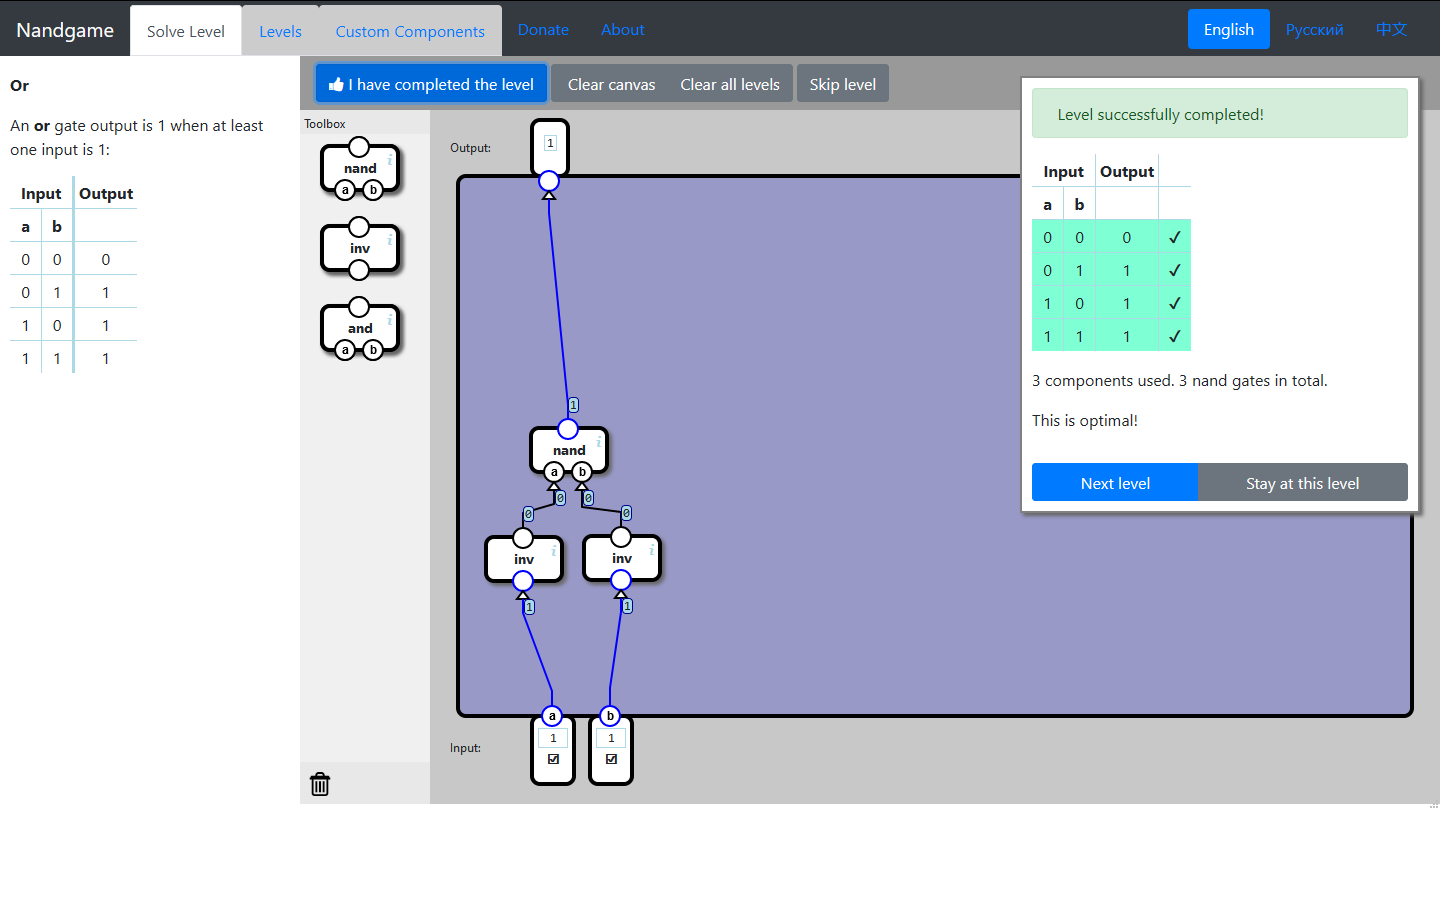 Nandgame
Solve Level
Levels
Custom Components
Donate
About
English
Русский
中文
Or
An or gate output is 1 when at least
one input is 1:
Input Output
a b
0 0 0
0 1 1
1 0 1
1 1 1
I have completed the level
Clear canvas
Clear all levels
Skip level
Toolbox
nand
i
a b
inv
i
and
i
a b
Output:
1
1
nand
i
a b
0 0
0 0
inv
i
inv
i
1 1
a b
Input:
1 1
Level successfully completed!
Input Output
a b
0 0 0 ✓
0 1 1 ✓
1 0 1 ✓
1 1 1 ✓
3 components used. 3 nand gates in total.
This is optimal!
Next level
Stay at this level